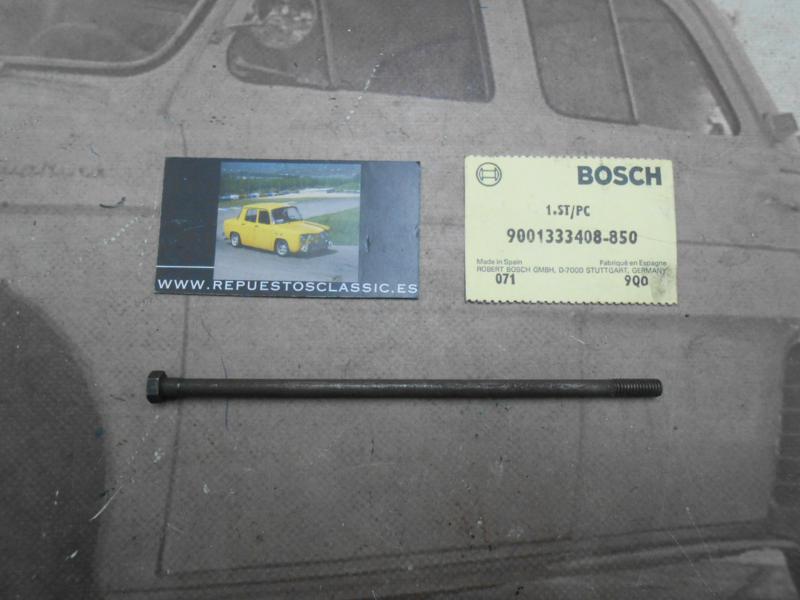 WWW.REPUESTOSCLASSIC.ES
BOSCH
1.ST/PC
9001333408-850
Made in Spain Fabriqué en Espagne
ROBERT BOSCH GMBH, D-7000 STUTTGART, GERMANY
071 900